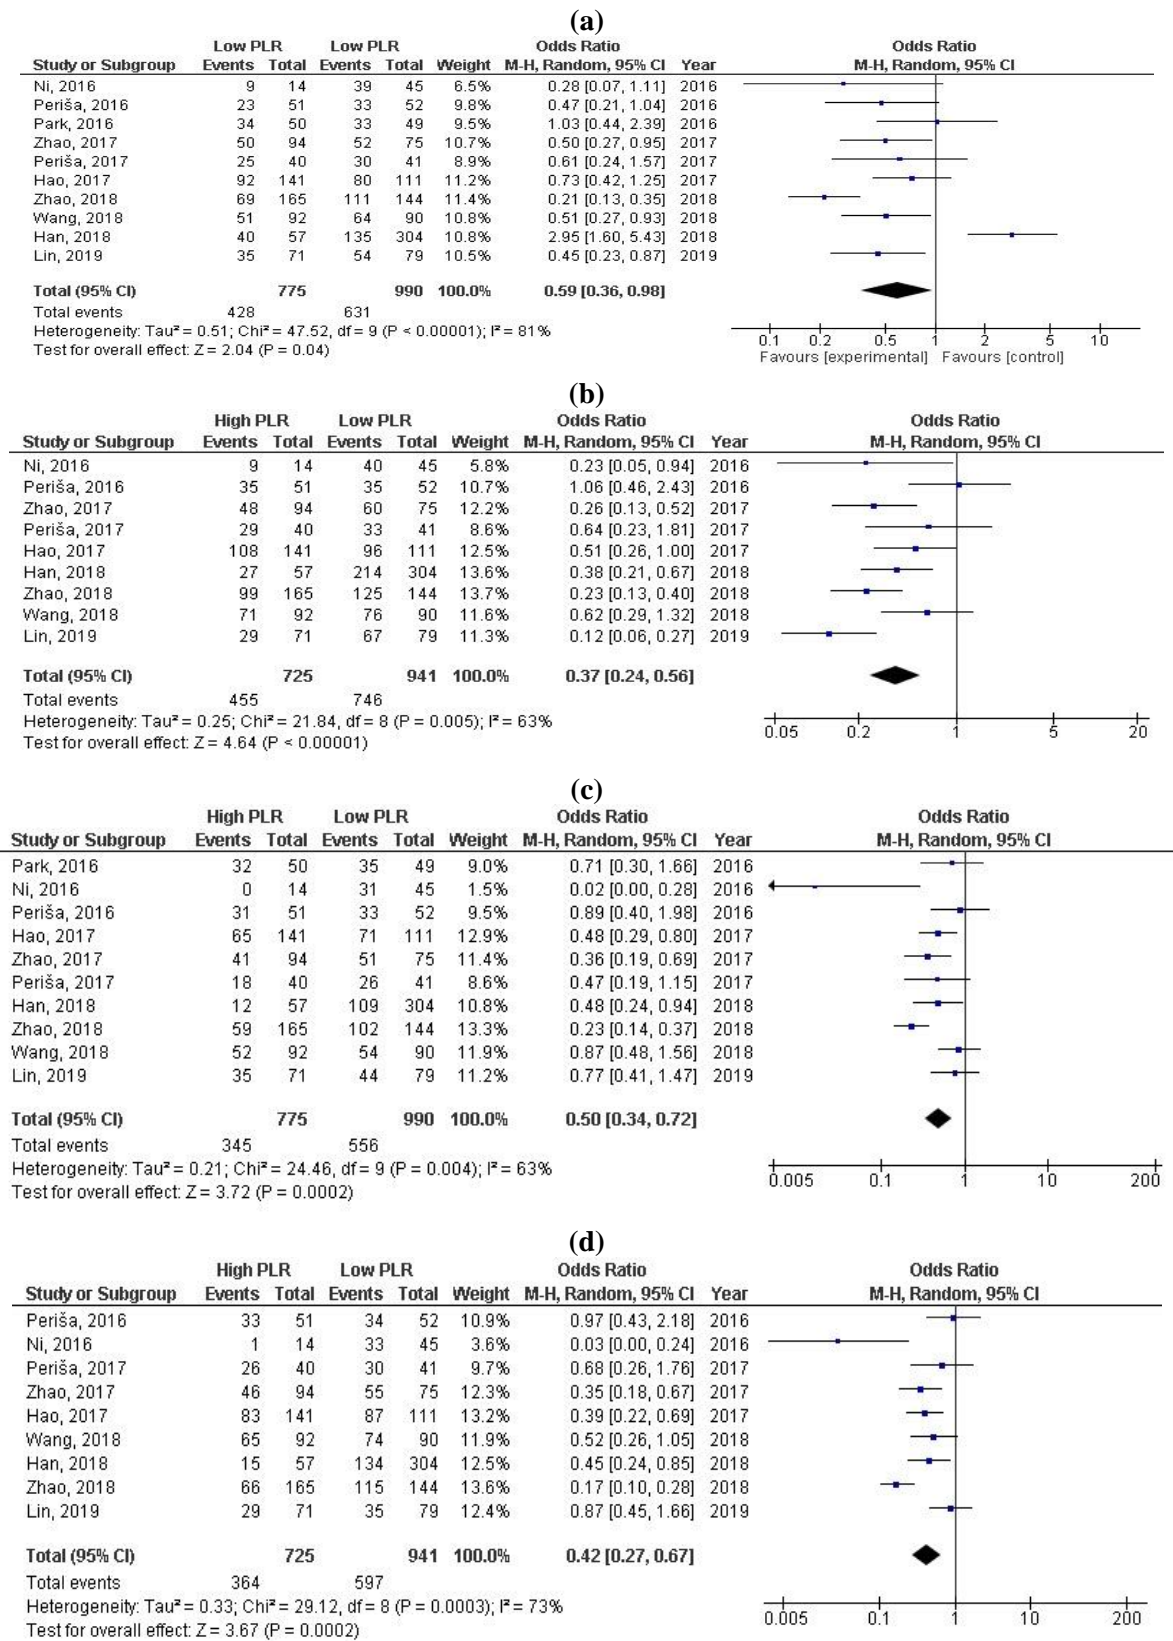 (a)
Low PLR Low PLR Odds Ratio Odds Ratio
Study or Subgroup Events Total Events Total Weight M-H, Random, 95% CI Year M-H, Random, 95% CI
Ni, 2016 9 14 39 45 6.5% 0.28 [0.07, 1.11] 2016
Periša, 2016 23 51 33 52 9.8% 0.47 [0.21, 1.04] 2016
Park, 2016 34 50 33 49 9.5% 1.03 [0.44, 2.39] 2016
Zhao, 2017 50 94 52 75 10.7% 0.50 [0.27, 0.95] 2017
Periša, 2017 25 40 30 41 8.9% 0.61 [0.24, 1.57] 2017
Hao, 2017 92 141 80 111 11.2% 0.73 [0.42, 1.25] 2017
Zhao, 2018 69 165 111 144 11.4% 0.21 [0.13, 0.35] 2018
Wang, 2018 51 92 64 90 10.8% 0.51 [0.27, 0.93] 2018
Han, 2018 40 57 135 304 10.8% 2.95 [1.60, 5.43] 2018
Lin, 2019 35 71 54 79 10.5% 0.45 [0.23, 0.87] 2019
Total (95% CI) 775 990 100.0% 0.59 [0.36, 0.98]
Total events 428 631
Heterogeneity: Tau² = 0.51; Chi² = 47.52, df = 9 (P < 0.00001); I² = 81%
Test for overall effect: Z = 2.04 (P = 0.04)
0.1 0.2 0.5 1 2 5 10
Favours [experimental] Favours [control]
(b)
High PLR Low PLR Odds Ratio Odds Ratio
Study or Subgroup Events Total Events Total Weight M-H, Random, 95% CI Year M-H, Random, 95% CI
Ni, 2016 9 14 40 45 5.8% 0.23 [0.05, 0.94] 2016
Periša, 2016 35 51 35 52 10.7% 1.06 [0.46, 2.43] 2016
Zhao, 2017 48 94 60 75 12.2% 0.26 [0.13, 0.52] 2017
Periša, 2017 29 40 33 41 8.6% 0.64 [0.23, 1.81] 2017
Hao, 2017 108 141 96 111 12.5% 0.51 [0.26, 1.00] 2017
Han, 2018 27 57 214 304 13.6% 0.38 [0.21, 0.67] 2018
Zhao, 2018 99 165 125 144 13.7% 0.23 [0.13, 0.40] 2018
Wang, 2018 71 92 76 90 11.6% 0.62 [0.29, 1.32] 2018
Lin, 2019 29 71 67 79 11.3% 0.12 [0.06, 0.27] 2019
Total (95% CI) 725 941 100.0% 0.37 [0.24, 0.56]
Total events 455 746
Heterogeneity: Tau² = 0.25; Chi² = 21.84, df = 8 (P = 0.005); I² = 63%
Test for overall effect: Z = 4.64 (P < 0.00001)
0.05 0.2 1 5 20
(c)
High PLR Low PLR Odds Ratio Odds Ratio
Study or Subgroup Events Total Events Total Weight M-H, Random, 95% CI Year M-H, Random, 95% CI
Park, 2016 32 50 35 49 9.0% 0.71 [0.30, 1.66] 2016
Ni, 2016 0 14 31 45 1.5% 0.02 [0.00, 0.28] 2016
Periša, 2016 31 51 33 52 9.5% 0.89 [0.40, 1.98] 2016
Hao, 2017 65 141 71 111 12.9% 0.48 [0.29, 0.80] 2017
Zhao, 2017 41 94 51 75 11.4% 0.36 [0.19, 0.69] 2017
Periša, 2017 18 40 26 41 8.6% 0.47 [0.19, 1.15] 2017
Han, 2018 12 57 109 304 10.8% 0.48 [0.24, 0.94] 2018
Zhao, 2018 59 165 102 144 13.3% 0.23 [0.14, 0.37] 2018
Wang, 2018 52 92 54 90 11.9% 0.87 [0.48, 1.56] 2018
Lin, 2019 35 71 44 79 11.2% 0.77 [0.41, 1.47] 2019
Total (95% CI) 775 990 100.0% 0.50 [0.34, 0.72]
Total events 345 556
Heterogeneity: Tau² = 0.21; Chi² = 24.46, df = 9 (P = 0.004); I² = 63%
Test for overall effect: Z = 3.72 (P = 0.0002)
0.005 0.1 1 10 200
(d)
High PLR Low PLR Odds Ratio Odds Ratio
Study or Subgroup Events Total Events Total Weight M-H, Random, 95% CI Year M-H, Random, 95% CI
Periša, 2016 33 51 34 52 10.9% 0.97 [0.43, 2.18] 2016
Ni, 2016 1 14 33 45 3.6% 0.03 [0.00, 0.24] 2016
Periša, 2017 26 40 30 41 9.7% 0.68 [0.26, 1.76] 2017
Zhao, 2017 46 94 55 75 12.3% 0.35 [0.18, 0.67] 2017
Hao, 2017 83 141 87 111 13.2% 0.39 [0.22, 0.69] 2017
Wang, 2018 65 92 74 90 11.9% 0.52 [0.26, 1.05] 2018
Han, 2018 15 57 134 304 12.5% 0.45 [0.24, 0.85] 2018
Zhao, 2018 66 165 115 144 13.6% 0.17 [0.10, 0.28] 2018
Lin, 2019 29 71 35 79 12.4% 0.87 [0.45, 1.66] 2019
Total (95% CI) 725 941 100.0% 0.42 [0.27, 0.67]
Total events 364 597
Heterogeneity: Tau² = 0.33; Chi² = 29.12, df = 8 (P = 0.0003); I² = 73%
Test for overall effect: Z = 3.67 (P = 0.0002)
0.005 0.1 1 10 200